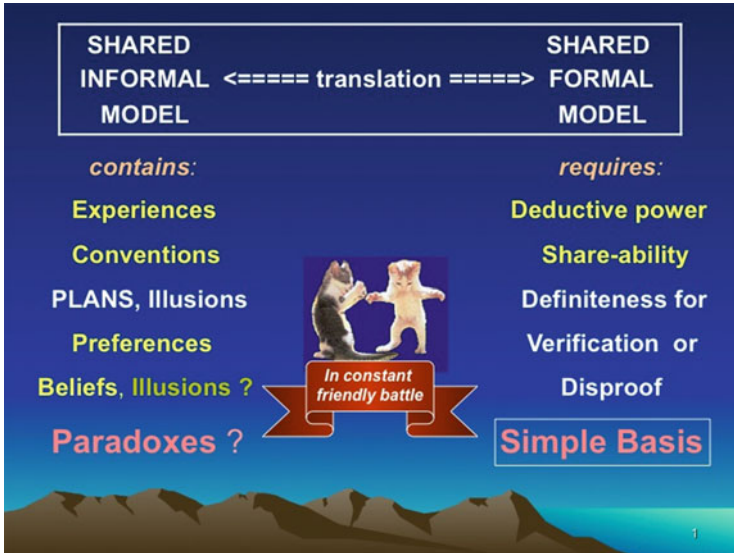 SHARED
INFORMAL
MODEL
<===== translation =====>
SHARED
FORMAL
MODEL
contains:
Experiences
Conventions
PLANS, Illusions
Preferences
Beliefs, Illusions ?
Paradoxes ?
In constant
friendly battle
requires:
Deductive power
Share-ability
Definiteness for
Verification or
Disproof
Simple Basis
1